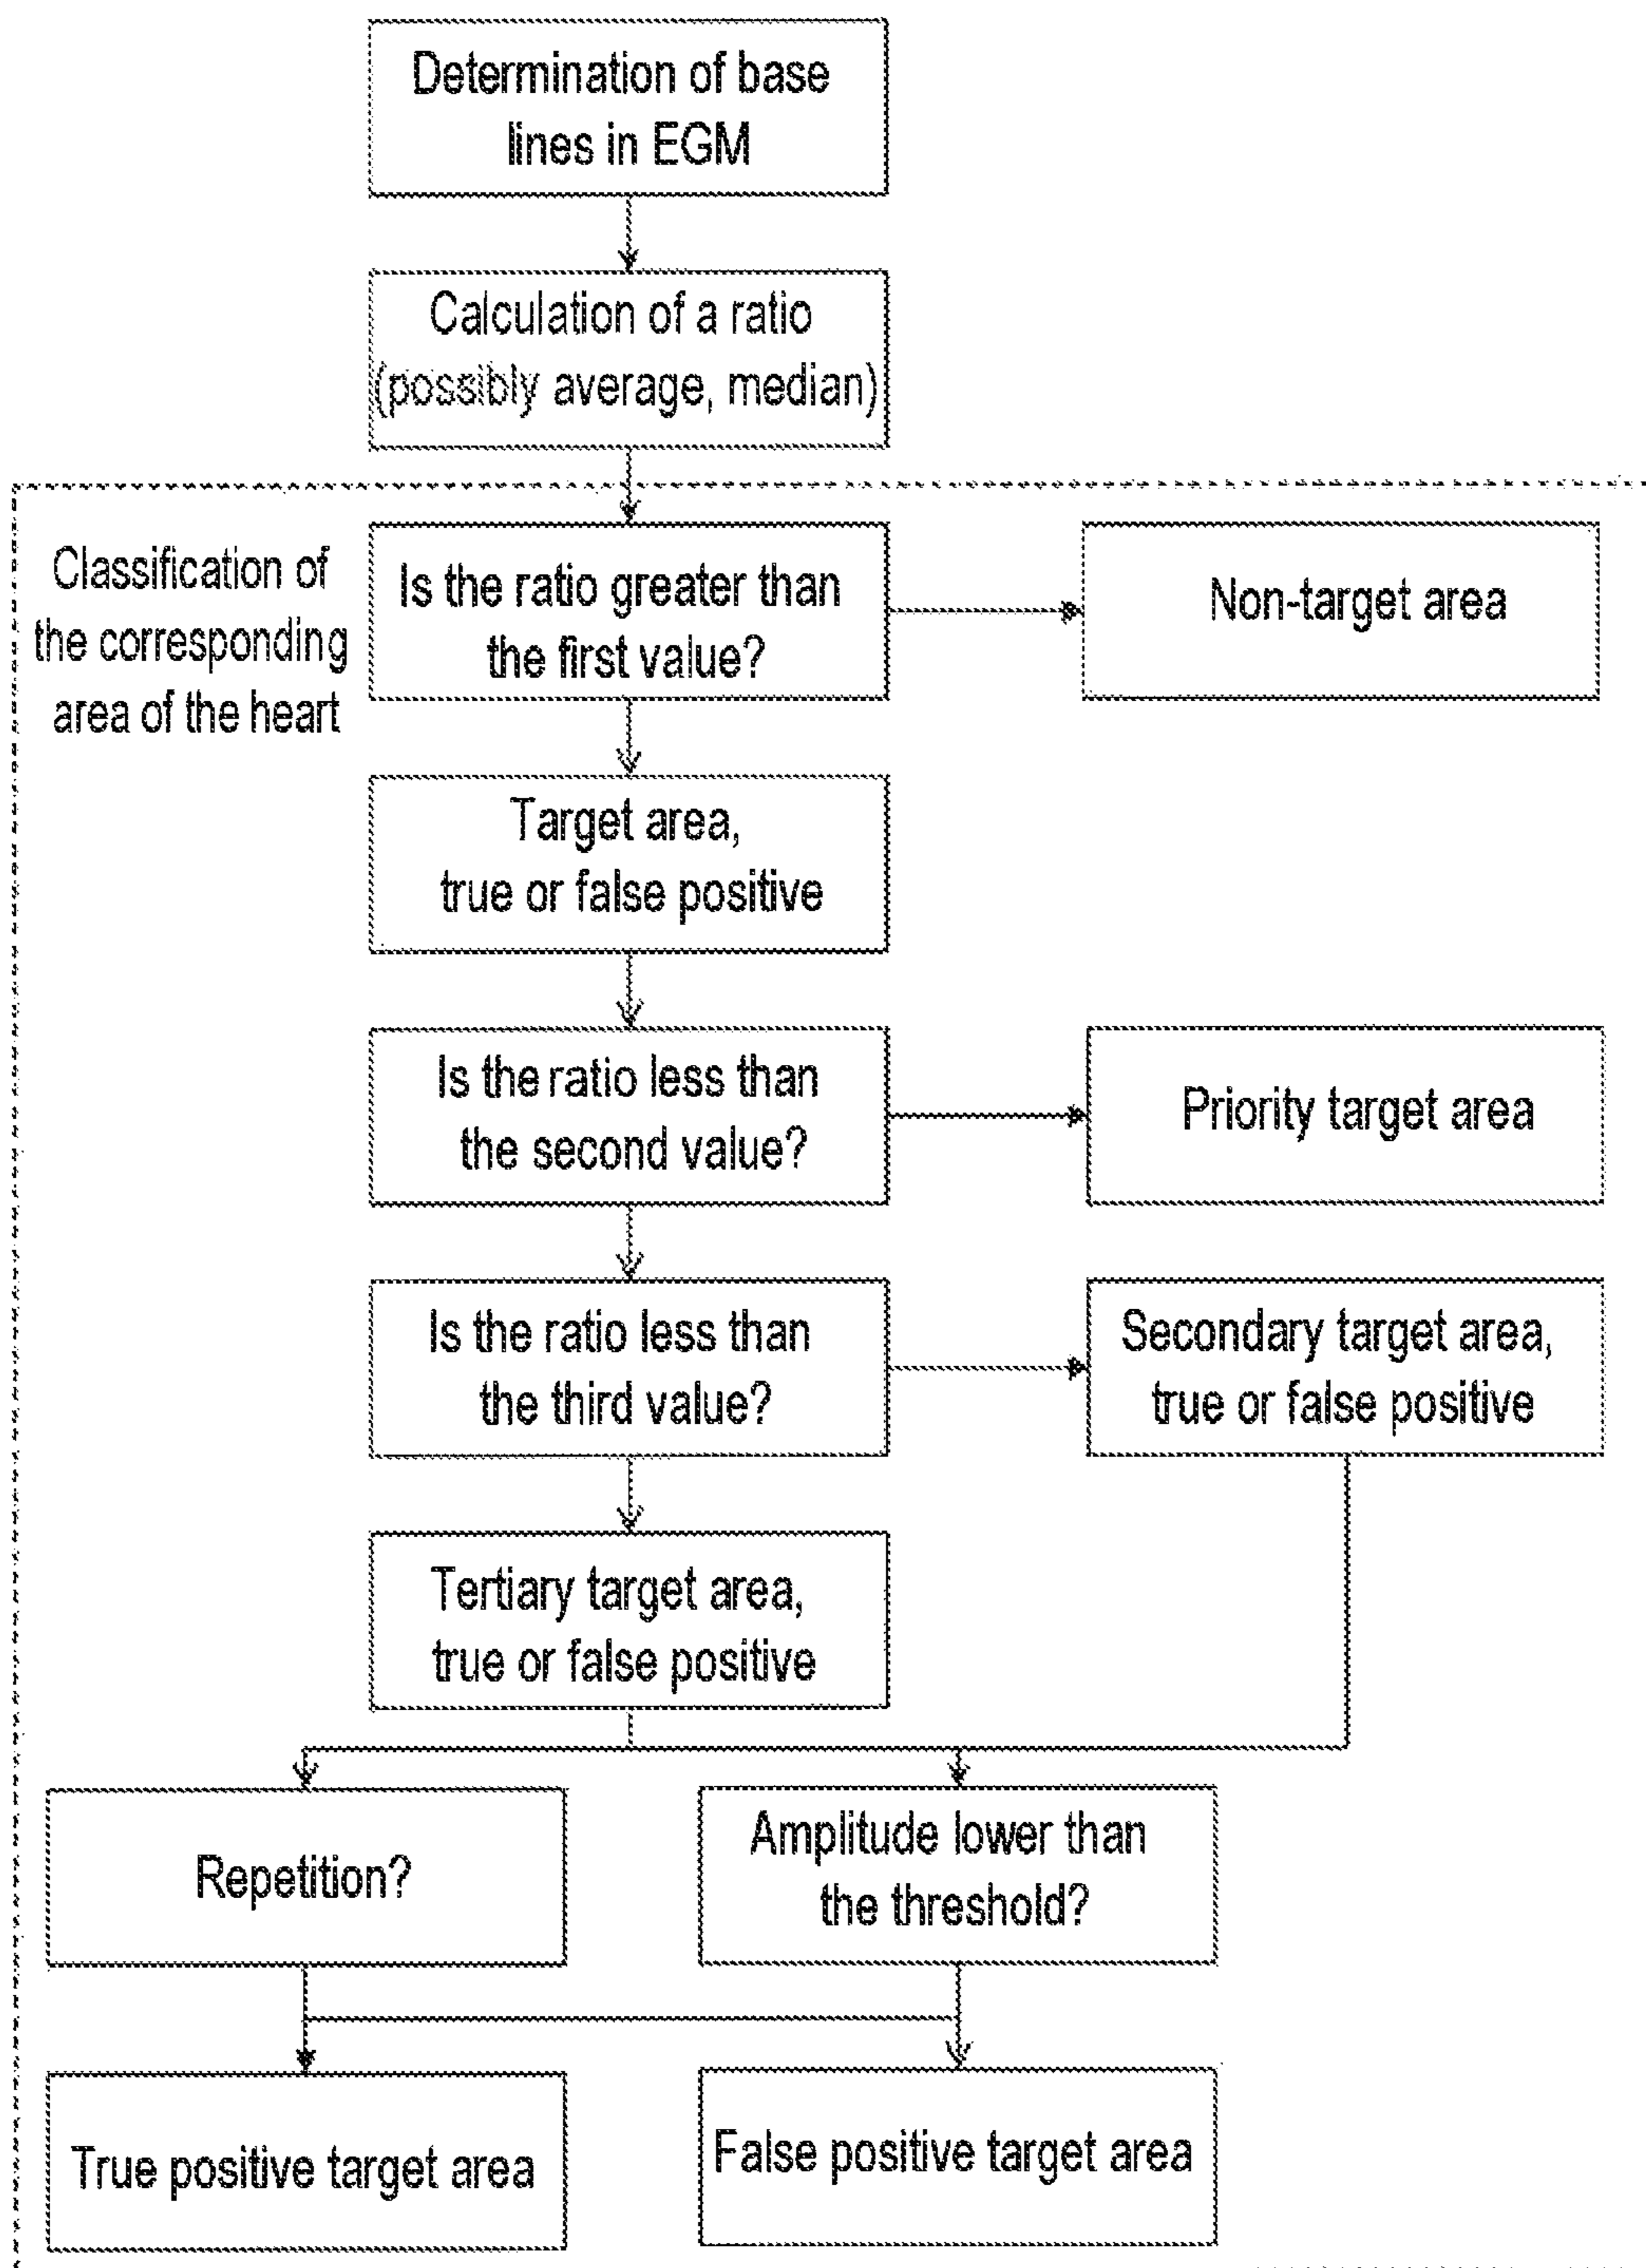 Determination of base
lines in EGM
Calculation of a ratio
(possibly average, median)
Classification of
the corresponding
area of the heart
Is the ratio greater than
the first value?
Non-target area
Target area,
true or false positive
Is the ratio less than
the second value?
Priority target area
Is the ratio less than
the third value?
Secondary target area,
true or false positive
Tertiary target area,
true or false positive
Repetition?
Amplitude lower than
the threshold?
True positive target area
False positive target area